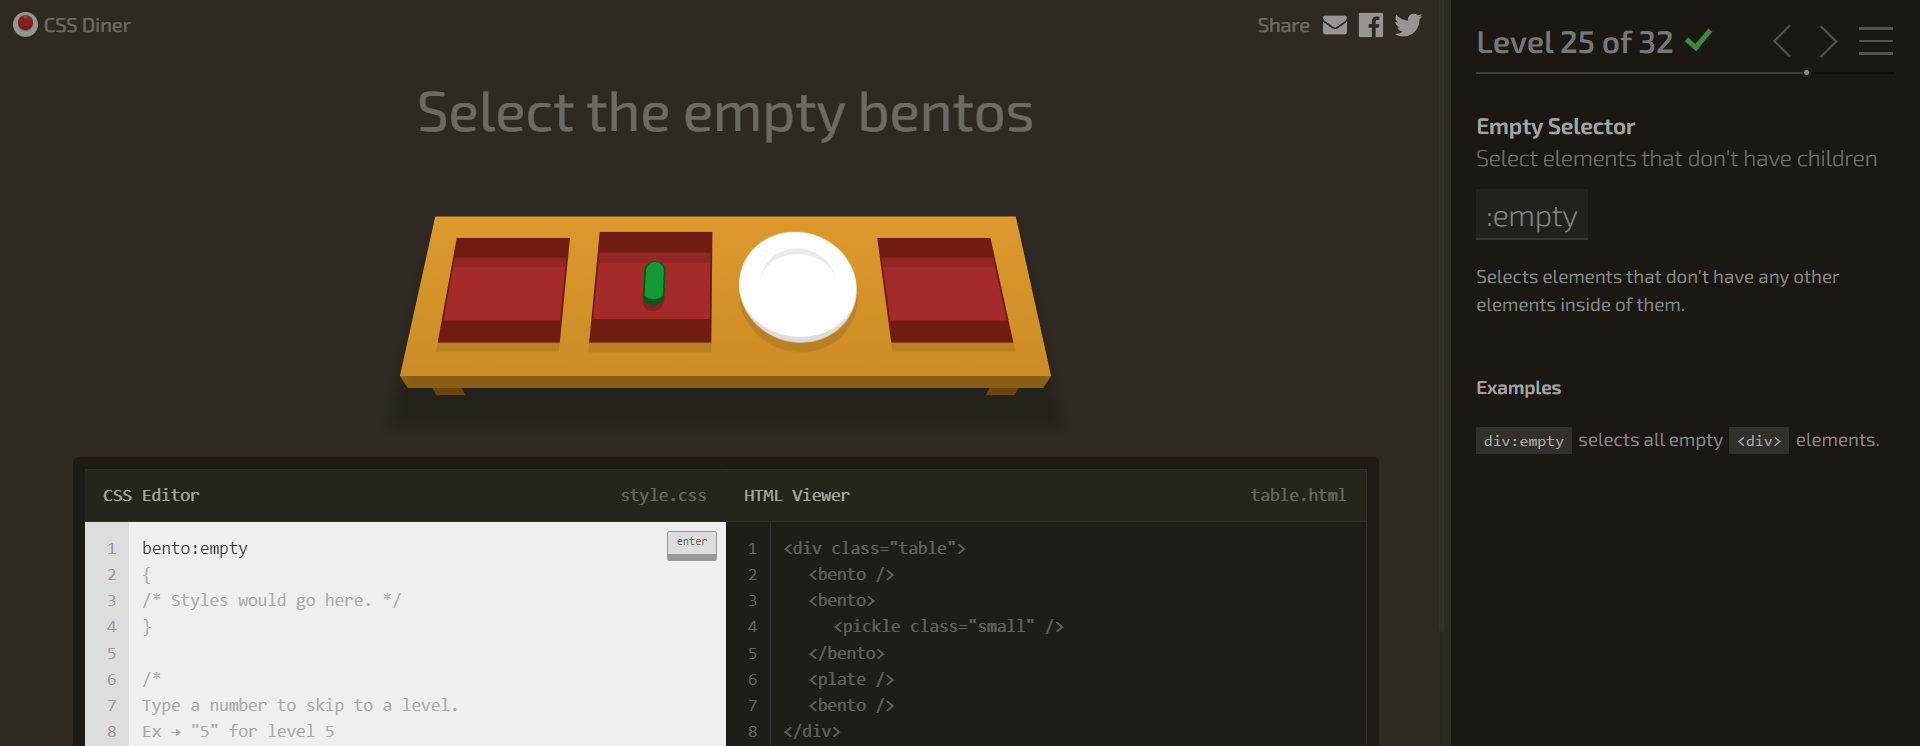 CSS Diner
Share
Select the empty bentos
CSS Editor style.css
1 bento:empty
2 {
3 /* Styles would go here. */
4 }
5
6 /*
7 Type a number to skip to a level.
8 Ex → "5" for level 5
enter
HTML Viewer table.html
1 <div class="table">
2 <bento />
3 <bento>
4 <pickle class="small" />
5 </bento>
6 <plate />
7 <bento />
8 </div>
Level 25 of 32
Empty Selector
Select elements that don't have children
:empty
Selects elements that don't have any other
elements inside of them.
Examples
div:empty selects all empty <div> elements.